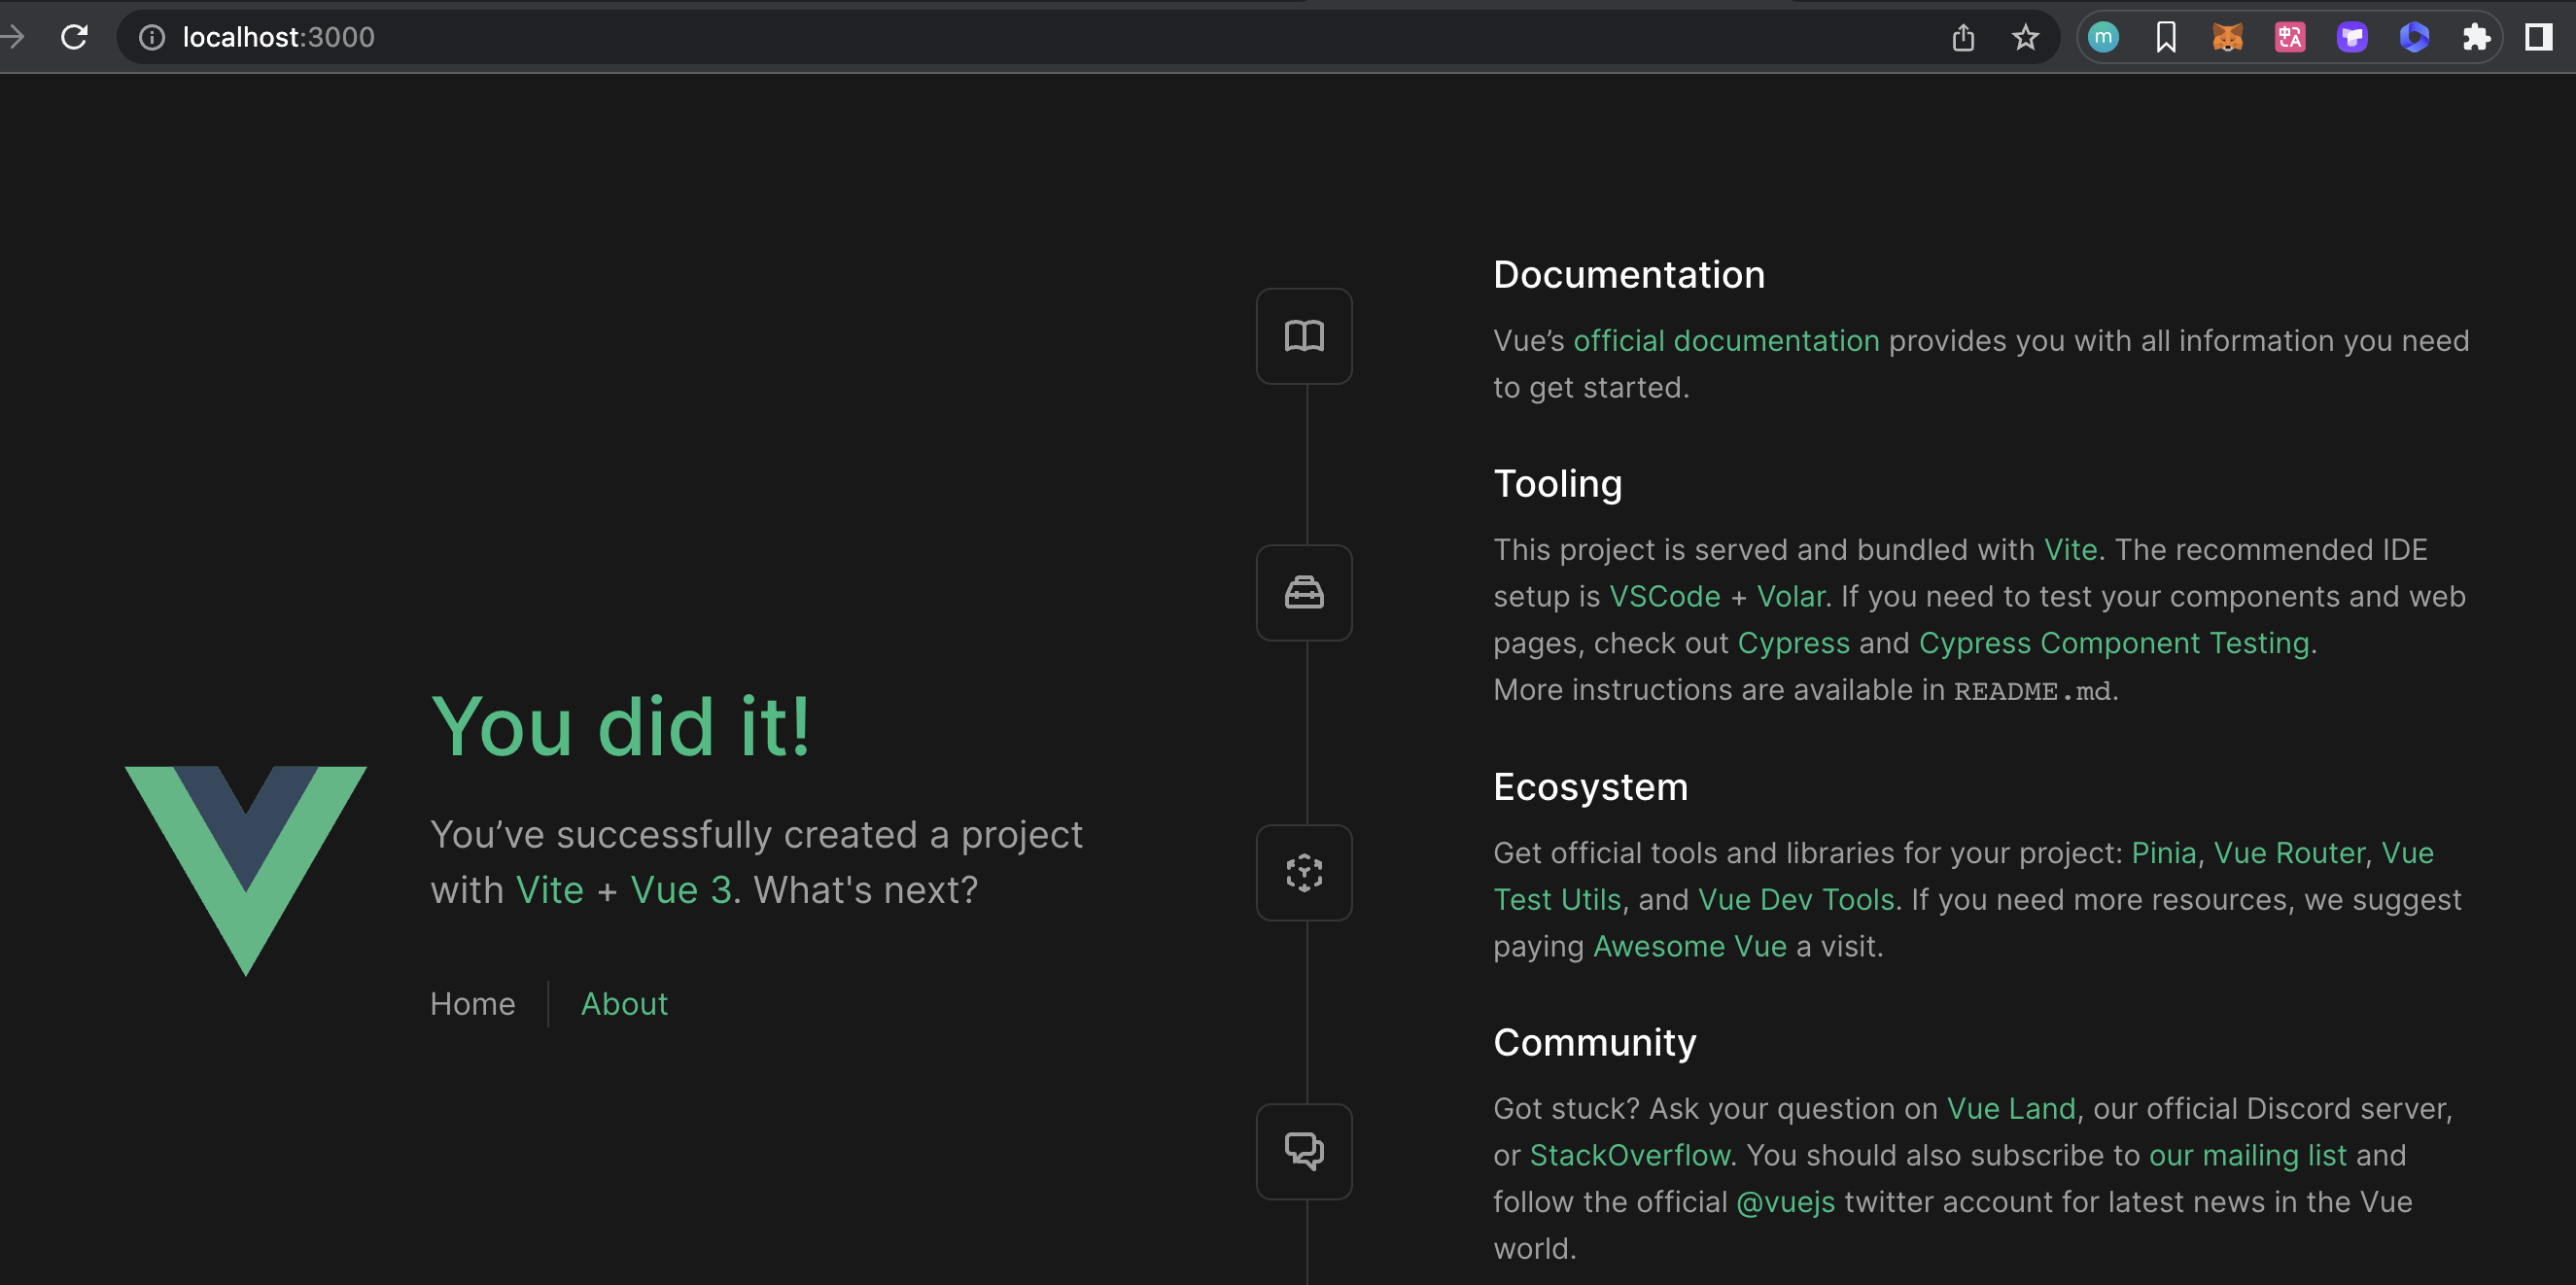 localhost:3000
m
Documentation
Vue’s official documentation provides you with all information you need
to get started.
Tooling
This project is served and bundled with Vite. The recommended IDE
setup is VSCode + Volar. If you need to test your components and web
pages, check out Cypress and Cypress Component Testing.
More instructions are available in README.md.
You did it!
You’ve successfully created a project
with Vite + Vue 3. What's next?
Home
About
Ecosystem
Get official tools and libraries for your project: Pinia, Vue Router, Vue
Test Utils, and Vue Dev Tools. If you need more resources, we suggest
paying Awesome Vue a visit.
Community
Got stuck? Ask your question on Vue Land, our official Discord server,
or StackOverflow. You should also subscribe to our mailing list and
follow the official @vuejs twitter account for latest news in the Vue
world.